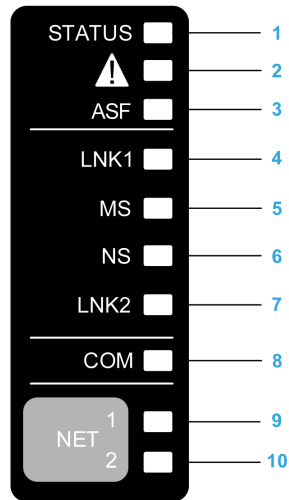 STATUS 1
2
ASF 3
LNK1 4
MS 5
NS 6
LNK2 7
COM 8
1 9
NET
2 10